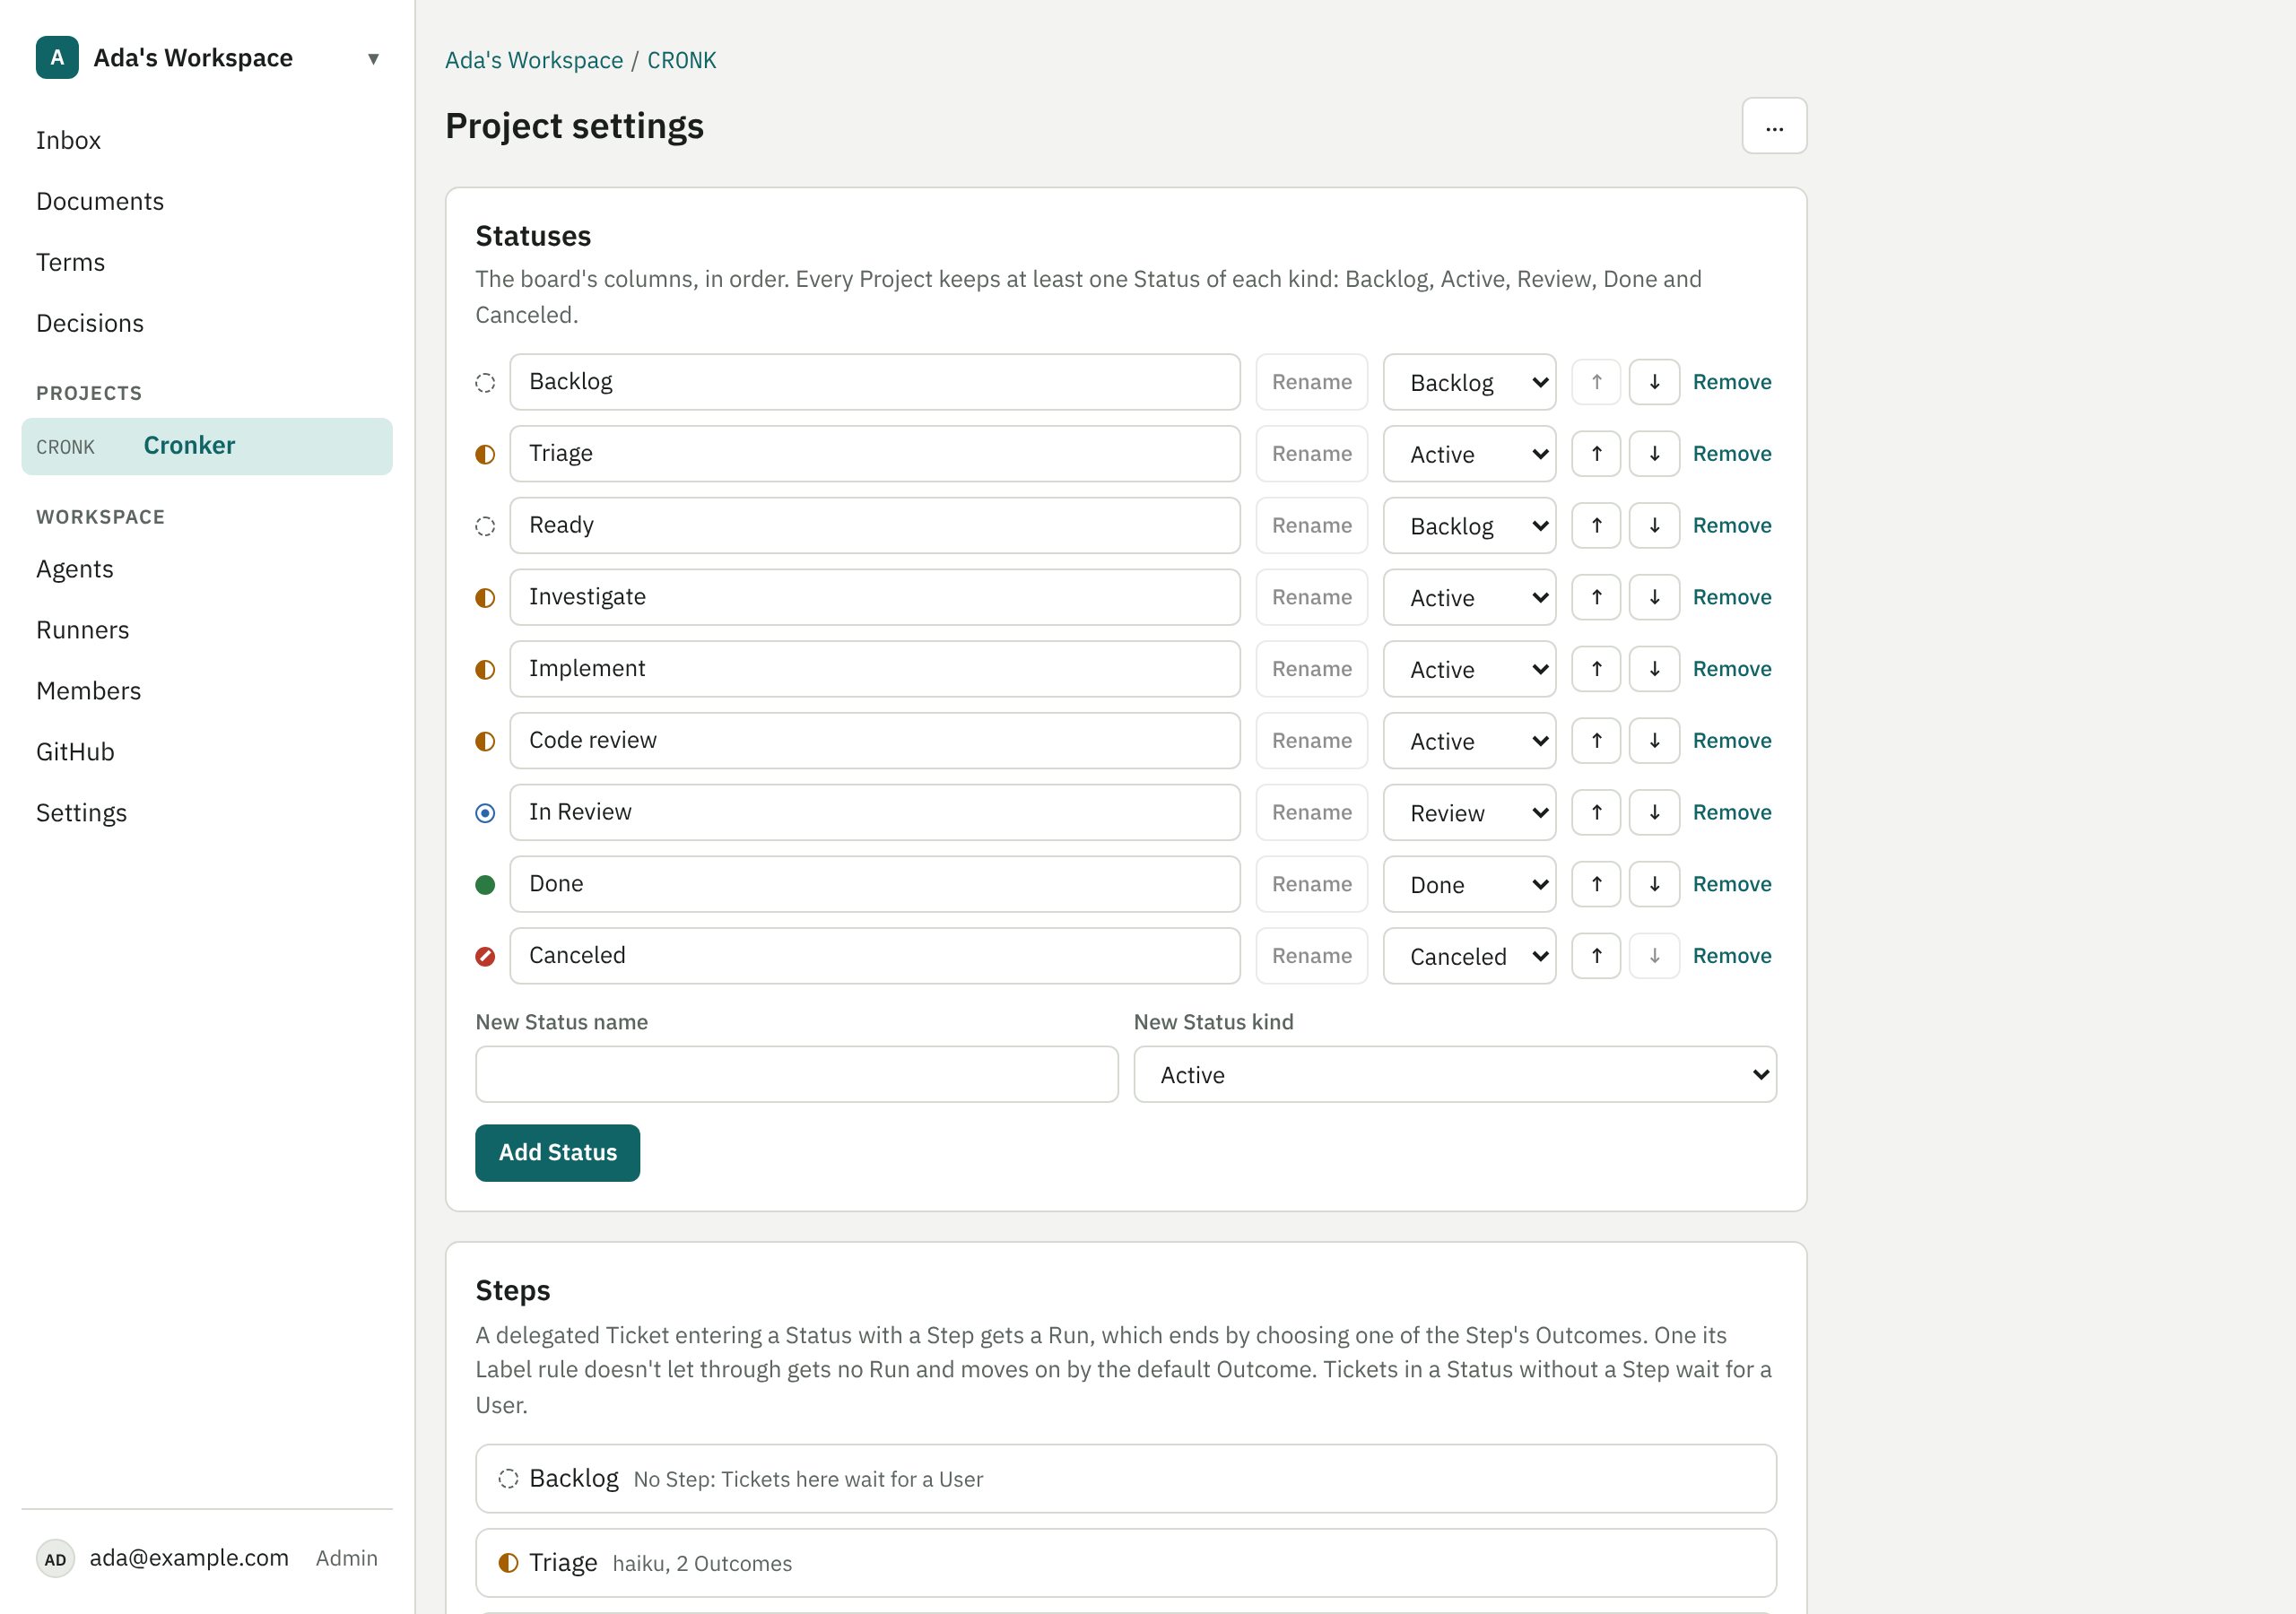 A Ada's Workspace ▼
Inbox
Documents
Terms
Decisions
PROJECTS
CRONK Cronker
WORKSPACE
Agents
Runners
Members
GitHub
Settings
AD ada@example.com Admin
Ada's Workspace / CRONK
Project settings
...
Statuses
The board's columns, in order. Every Project keeps at least one Status of each kind: Backlog, Active, Review, Done and
Canceled.
Backlog Rename Backlog ↑ ↓ Remove
Triage Rename Active ↑ ↓ Remove
Ready Rename Backlog ↑ ↓ Remove
Investigate Rename Active ↑ ↓ Remove
Implement Rename Active ↑ ↓ Remove
Code review Rename Active ↑ ↓ Remove
In Review Rename Review ↑ ↓ Remove
Done Rename Done ↑ ↓ Remove
Canceled Rename Canceled ↑ ↓ Remove
New Status name New Status kind
Active
Add Status
Steps
A delegated Ticket entering a Status with a Step gets a Run, which ends by choosing one of the Step's Outcomes. One its
Label rule doesn't let through gets no Run and moves on by the default Outcome. Tickets in a Status without a Step wait for a
User.
Backlog No Step: Tickets here wait for a User
Triage haiku, 2 Outcomes